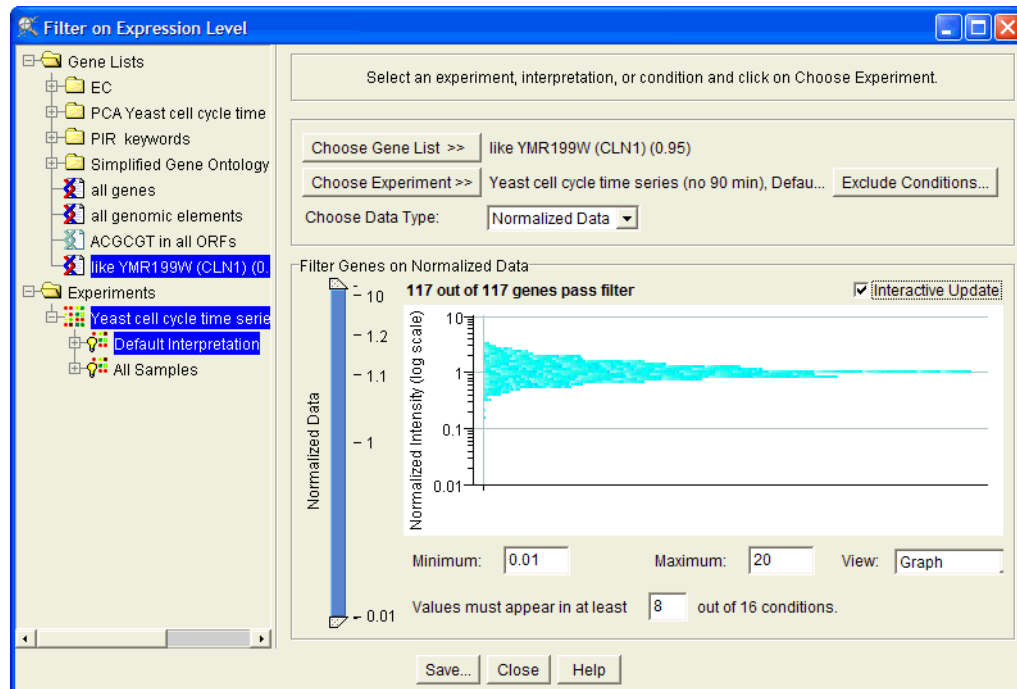 Filter on Expression Level
Gene Lists
EC
PCA Yeast cell cycle time
PIR keywords
Simplified Gene Ontology
all genes
all genomic elements
ACGCGT in all ORFs
like YMR199W (CLN1) (0.
Experiments
Yeast cell cycle time serie
Default Interpretation
All Samples
Select an experiment, interpretation, or condition and click on Choose Experiment.
Choose Gene List >> like YMR199W (CLN1) (0.95)
Choose Experiment >> Yeast cell cycle time series (no 90 min), Defau... Exclude Conditions...
Choose Data Type: Normalized Data
Filter Genes on Normalized Data
117 out of 117 genes pass filter Interactive Update
Normalized Data
10
1.2
1.1
1
0.01
Normalized Intensity (log scale)
10
1
0.1
0.01
Minimum: 0.01 Maximum: 20 View: Graph
Values must appear in at least 8 out of 16 conditions.
Save... Close Help